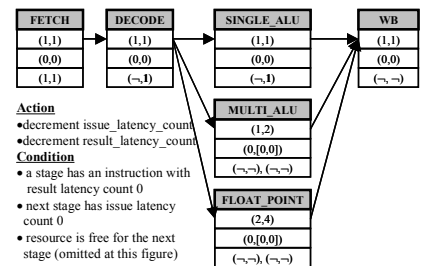 FETCH DECODE SINGLE_ALU WB
(1,1) (1,1) (1,1) (1,1)
(0,0) (0,0) (0,0) (0,0)
(1,1) (¬,1) (¬,1) (¬, ¬)
Action
•decrement issue_latency_count
•decrement result_latency_count
Condition
• a stage has an instruction with
result latency count 0
• next stage has issue latency
count 0
• resource is free for the next
stage (omitted at this figure)
MULTI_ALU
(1,2)
(0,[0,0])
(¬,¬), (¬,¬)
FLOAT_POINT
(2,4)
(0,[0,0])
(¬,¬), (¬,¬)